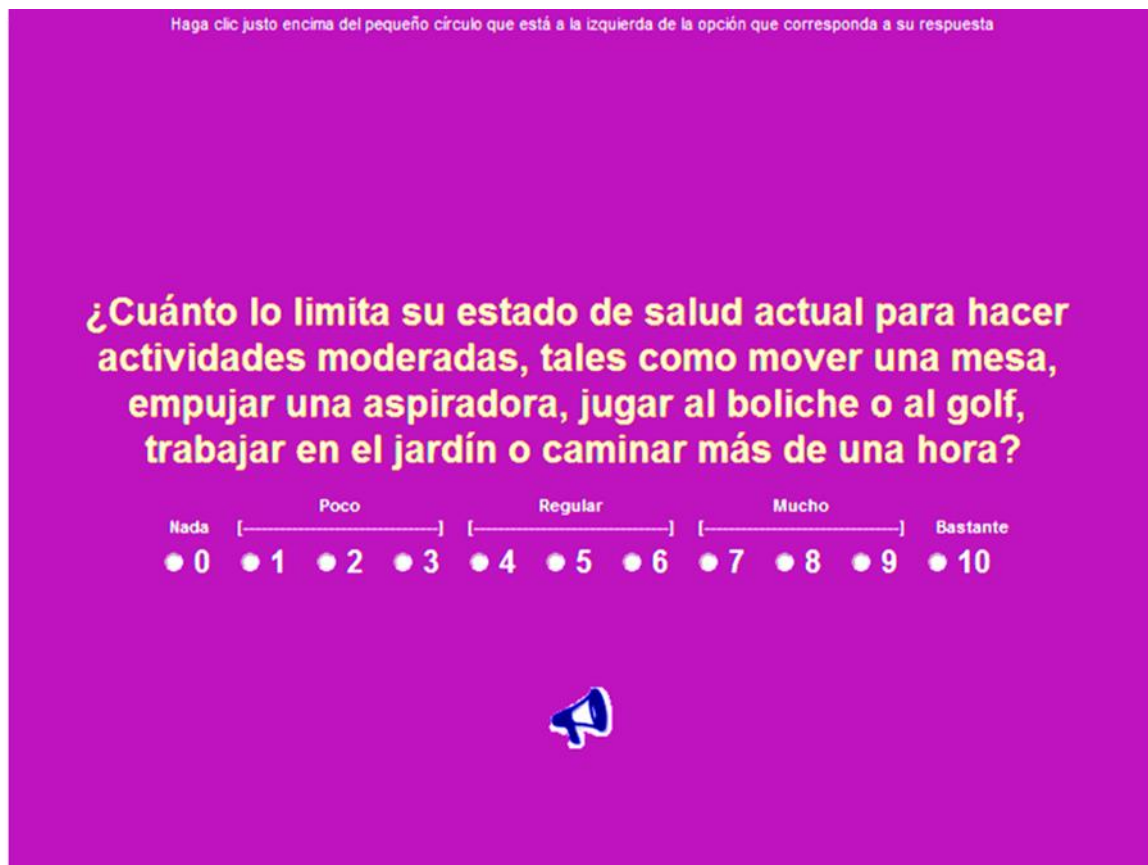 Haga clic justo encima del pequeño círculo que está a la izquierda de la opción que corresponda a su respuesta
¿Cuánto lo limita su estado de salud actual para hacer
actividades moderadas, tales como mover una mesa,
empujar una aspiradora, jugar al boliche o al golf,
trabajar en el jardín o caminar más de una hora?
Poco Regular Mucho
Nada [--------------------------------] [--------------------------------] [--------------------------------] Bastante
0 1 2 3 4 5 6 7 8 9 10